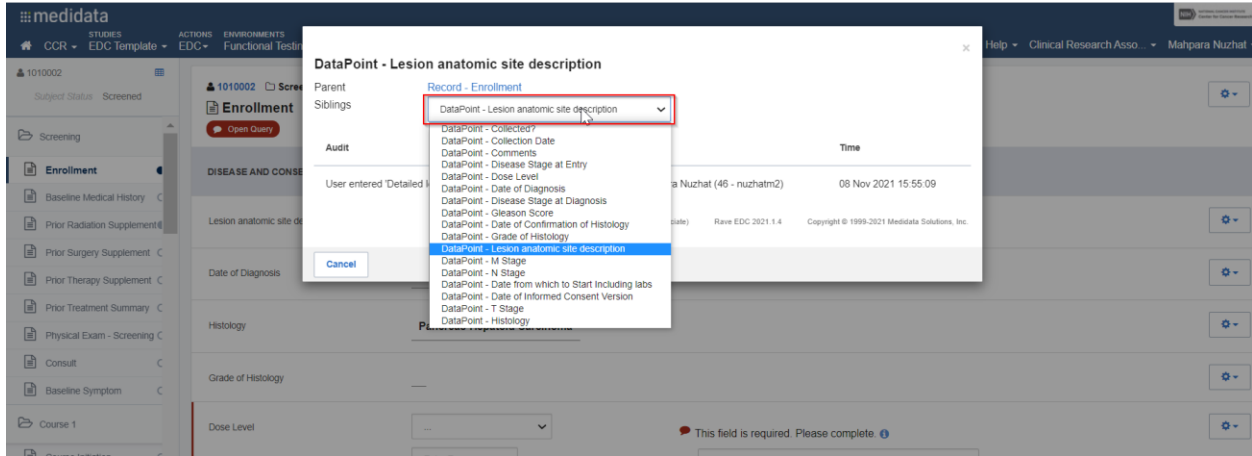 medidata
STUDIES ACTIONS ENVIRONMENTS
CCR EDC Template EDC Functional Testin Help Clinical Research Asso... Mahpara Nuzhat
1010002
Subject Status Screened
Screening
Enrollment
Baseline Medical History
Prior Radiation Supplement
Prior Surgery Supplement
Prior Therapy Supplement
Prior Treatment Summary
Physical Exam - Screening
Consult
Baseline Symptom
Course 1
1010002 Scree
Enrollment
Open Query
DISEASE AND CONSE
Lesion anatomic site de
Date of Diagnosis
Histology
Grade of Histology
Dose Level
...
This field is required. Please complete.
DataPoint - Lesion anatomic site description
Parent Record - Enrollment
Siblings DataPoint - Lesion anatomic site description
DataPoint - Collected?
DataPoint - Collection Date
DataPoint - Comments
DataPoint - Disease Stage at Entry
DataPoint - Dose Level
DataPoint - Date of Diagnosis
DataPoint - Disease Stage at Diagnosis
DataPoint - Gleason Score
DataPoint - Date of Confirmation of Histology
DataPoint - Grade of Histology
DataPoint - Lesion anatomic site description
DataPoint - M Stage
DataPoint - N Stage
DataPoint - Date from which to Start Including labs
DataPoint - Date of Informed Consent Version
DataPoint - T Stage
DataPoint - Histology
Audit Time
User entered 'Detailed l a Nuzhat (46 - nuzhatm2) 08 Nov 2021 15:55:09
ciate) Rave EDC 2021.1.4 Copyright © 1999-2021 Medidata Solutions, Inc.
Cancel